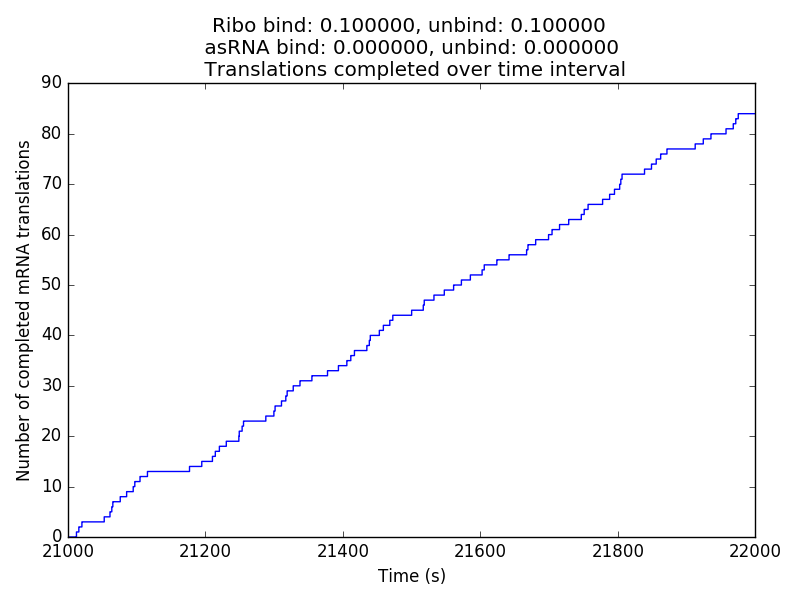 Ribo bind: 0.100000, unbind: 0.100000
asRNA bind: 0.000000, unbind: 0.000000
Translations completed over time interval
90
80
70
60
50
40
30
20
10
0
Number of completed mRNA translations
21000 21200 21400 21600 21800 22000
Time (s)